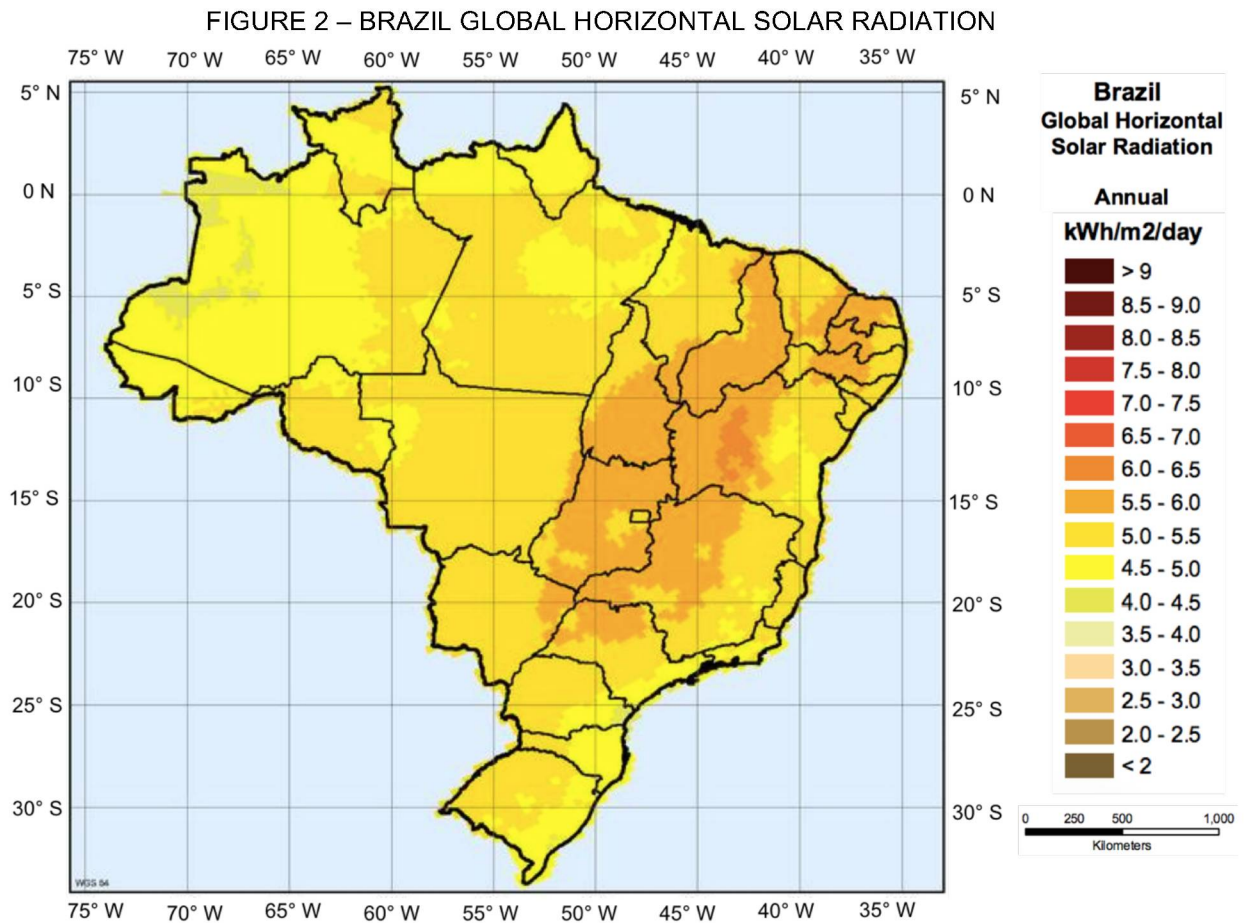 FIGURE 2 – BRAZIL GLOBAL HORIZONTAL SOLAR RADIATION
75° W 70° W 65° W 60° W 55° W 50° W 45° W 40° W 35° W
5° N
0 N
5° S
10° S
15° S
20° S
25° S
30° S
5° N
0 N
5° S
10° S
15° S
20° S
25° S
30° S
WGS 84
75° W 70° W 65° W 60° W 55° W 50° W 45° W 40° W 35° W
Brazil
Global Horizontal
Solar Radiation
Annual
kWh/m2/day
> 9
8.5 - 9.0
8.0 - 8.5
7.5 - 8.0
7.0 - 7.5
6.5 - 7.0
6.0 - 6.5
5.5 - 6.0
5.0 - 5.5
4.5 - 5.0
4.0 - 4.5
3.5 - 4.0
3.0 - 3.5
2.5 - 3.0
2.0 - 2.5
< 2
0 250 500 1,000
Kilometers